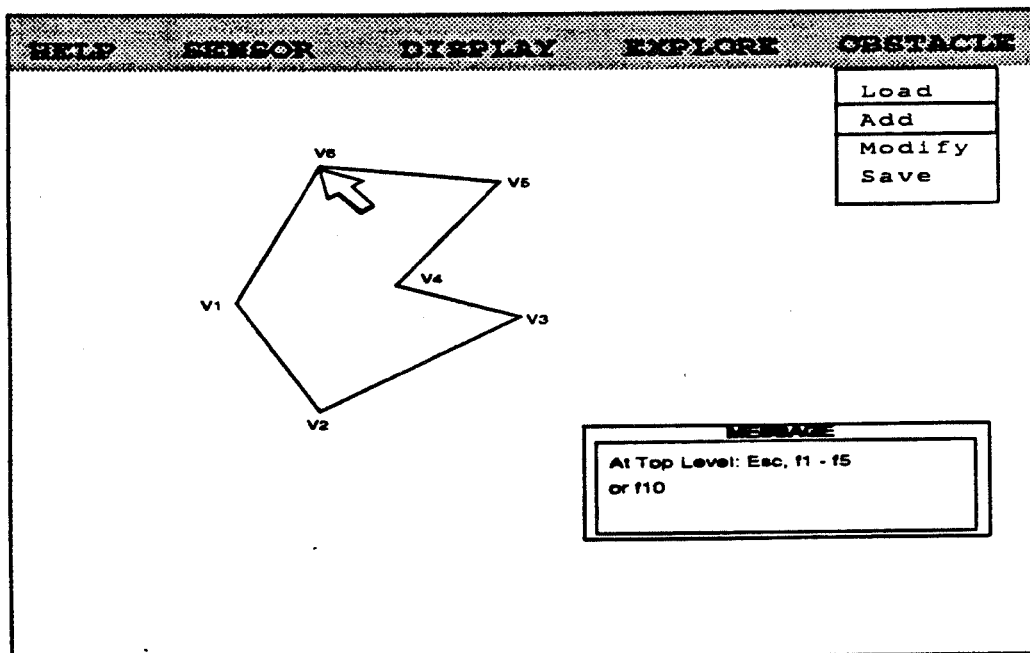 HELP SENSOR DISPLAY EXPLORE OBSTACLE
Load
Add
Modify
Save
V6
V5
V4
V1
V3
V2
MESSAGE
At Top Level: Esc, f1 - f5
or f10